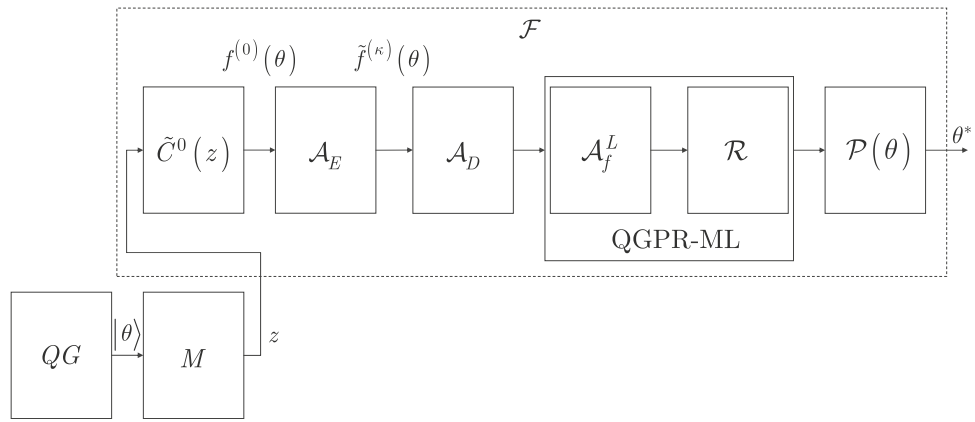 ℱ
f⁽⁰⁾(θ) f̃⁽ᵏ⁾(θ)
C̃⁰(z) 𝒜_E 𝒜_D 𝒜_f^L ℛ 𝒫(θ) θ*
QGPR-ML
QG |θ⟩ M z